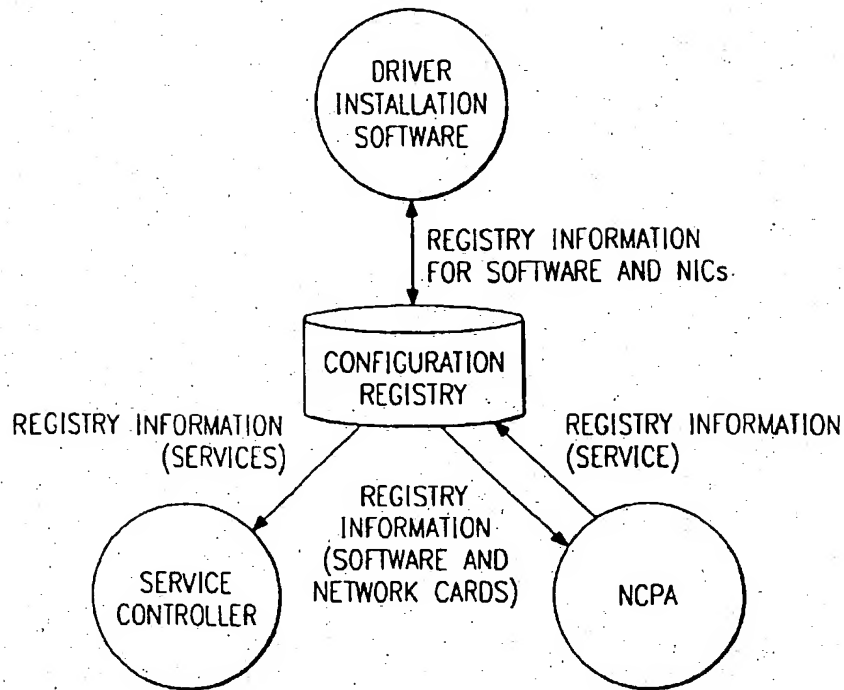 DRIVER
INSTALLATION
SOFTWARE
REGISTRY INFORMATION
FOR SOFTWARE AND NICs
CONFIGURATION
REGISTRY
REGISTRY INFORMATION
(SERVICES)
REGISTRY INFORMATION
(SERVICE)
REGISTRY
INFORMATION
(SOFTWARE AND
NETWORK CARDS)
SERVICE
CONTROLLER
NCPA